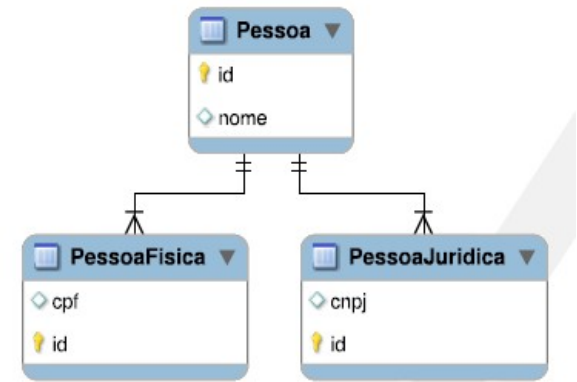 Pessoa
id
nome
PessoaFisica
cpf
id
PessoaJuridica
cnpj
id